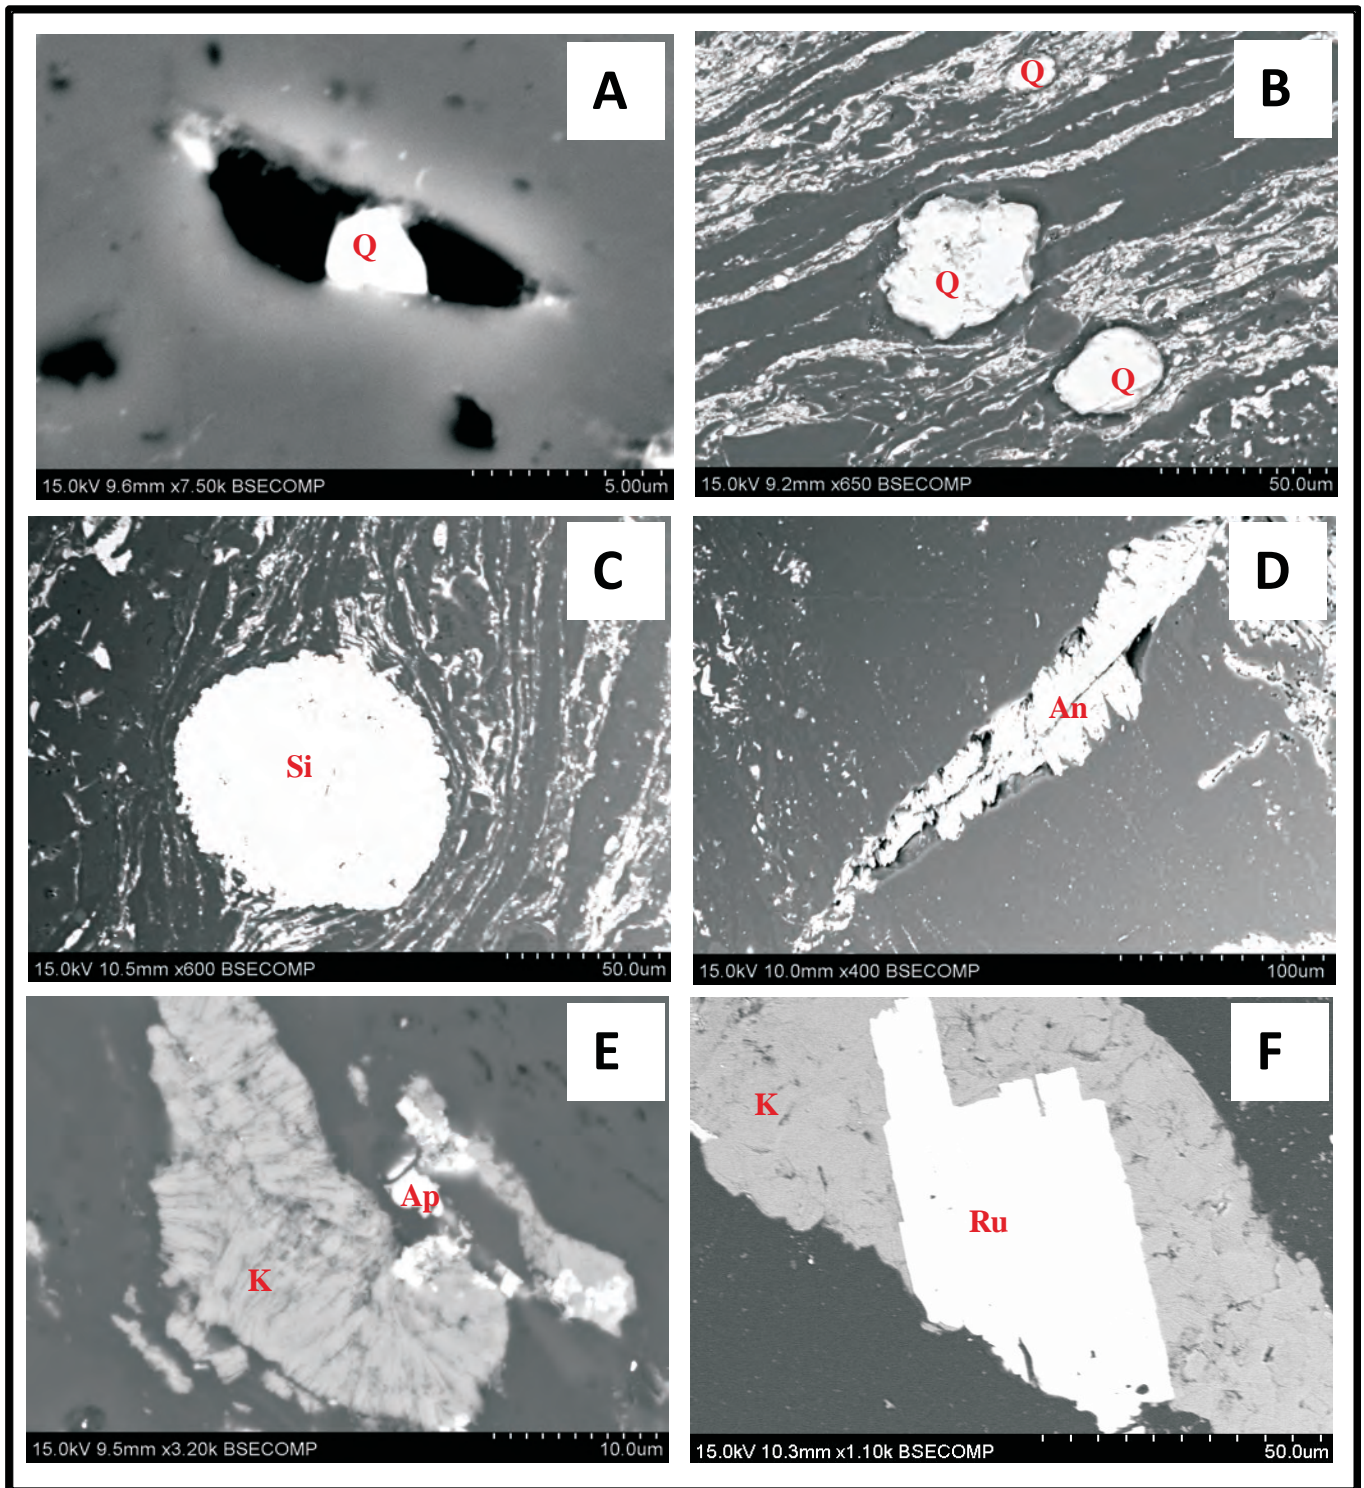 A
Q
15.0kV 9.6mm x7.50k BSECOMP 5.00um
B
Q
Q
Q
15.0kV 9.2mm x650 BSECOMP 50.0um
C
Si
15.0kV 10.5mm x600 BSECOMP 50.0um
D
An
15.0kV 10.0mm x400 BSECOMP 100um
E
Ap
K
15.0kV 9.5mm x3.20k BSECOMP 10.0um
F
K
Ru
15.0kV 10.3mm x1.10k BSECOMP 50.0um